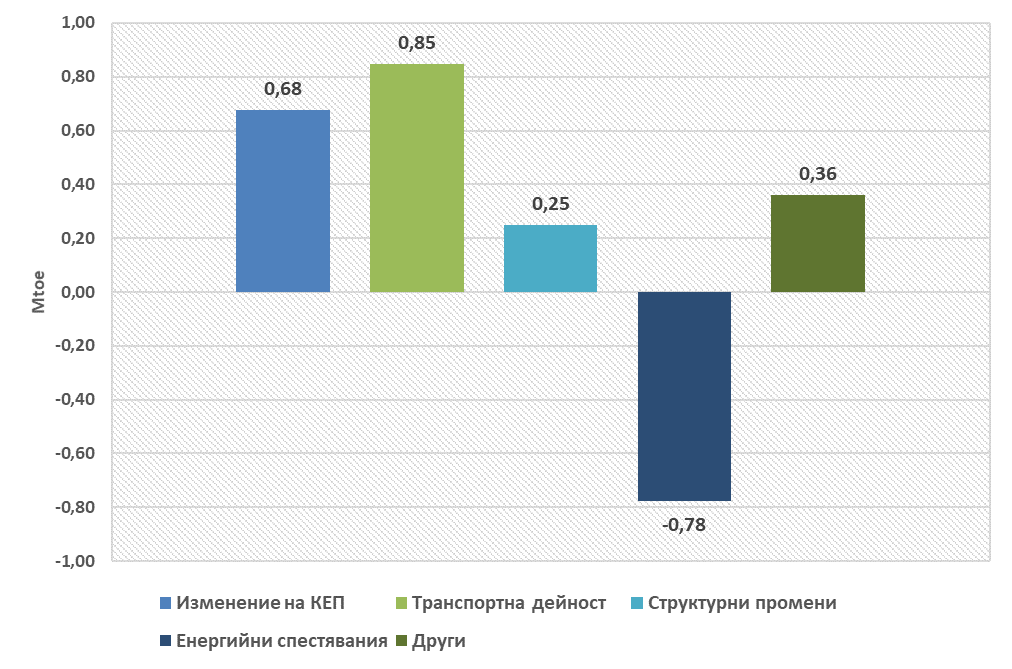 1,00
0,80
0,60
0,40
0,20
0,00
-0,20
-0,40
-0,60
-0,80
-1,00
Mtoe
0,68
0,85
0,25
-0,78
0,36
Изменение на КЕП
Транспортна дейност
Структурни промени
Енергийни спестявания
Други